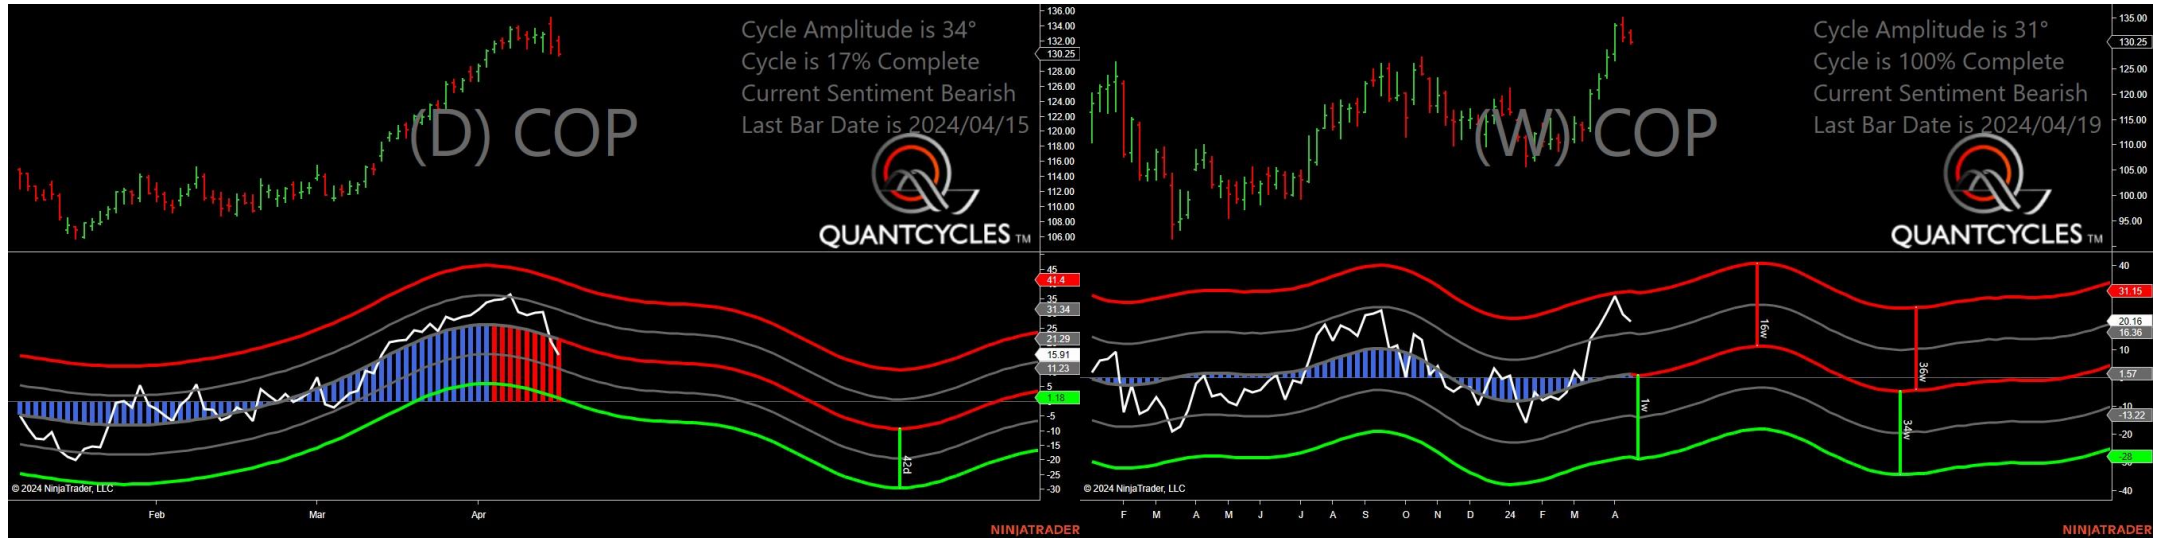 Cycle Amplitude is 34°
Cycle is 17% Complete
Current Sentiment Bearish
Last Bar Date is 2024/04/15
(D) COP
QUANTCYCLES TM
136.00
134.00
132.00
130.25
128.00
126.00
124.00
122.00
120.00
118.00
116.00
114.00
112.00
110.00
108.00
106.00
45
41.4
35
31.34
25
21.29
15.91
11.23
5
1.18
-5
-10
-15
-20
-25
-30
42d
© 2024 NinjaTrader, LLC
Feb Mar Apr
NINJATRADER
Cycle Amplitude is 31°
Cycle is 100% Complete
Current Sentiment Bearish
Last Bar Date is 2024/04/19
(W) COP
QUANTCYCLES TM
135.00
130.25
125.00
120.00
115.00
110.00
105.00
100.00
95.00
40
31.15
20.16
16.36
10
1.57
-10
-13.22
-20
-28
-40
1w
16w
34w
36w
© 2024 NinjaTrader, LLC
F M A M J J A S O N D 24 F M A
NINJATRADER